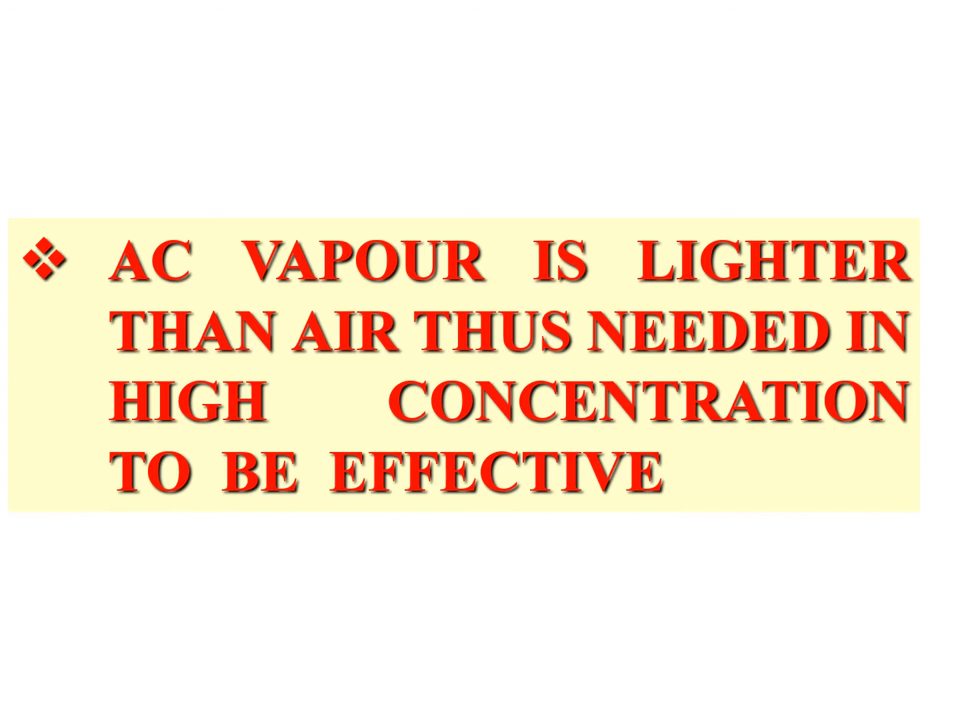 ❖ AC VAPOUR IS LIGHTER
THAN AIR THUS NEEDED IN
HIGH CONCENTRATION
TO BE EFFECTIVE